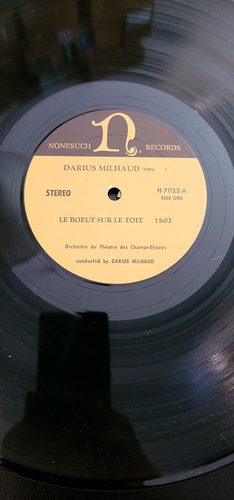 NONESUCH n RECORDS
DARIUS MILHAUD
STEREO
H-71122-A
SIDE ONE
LE BOEUF SUR LE TOIT 15:03
Orchestre du Théatre des Champs-Elysées
conducted by DARIUS MILHAUD